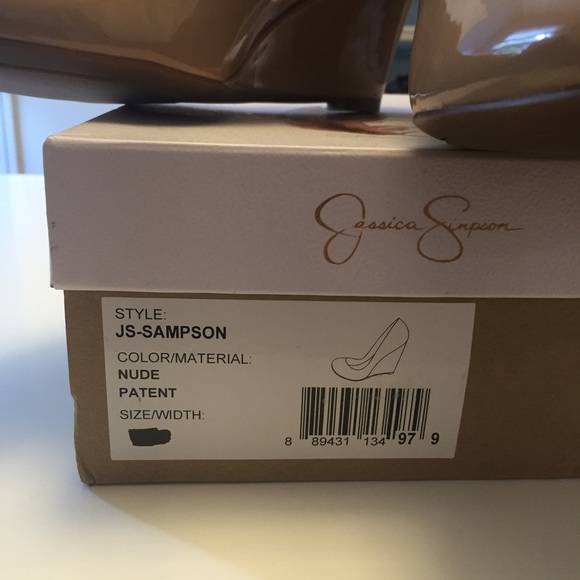 Jessica Simpson
STYLE:
JS-SAMPSON
COLOR/MATERIAL:
NUDE
PATENT
SIZE/WIDTH:
8 89431 134 97 9